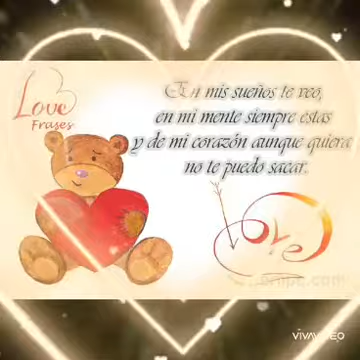 Love
Frases
En mis sueños te veo,
en mi mente siempre estas
y de mi corazón aunque quiera
no te puedo sacar.
Love